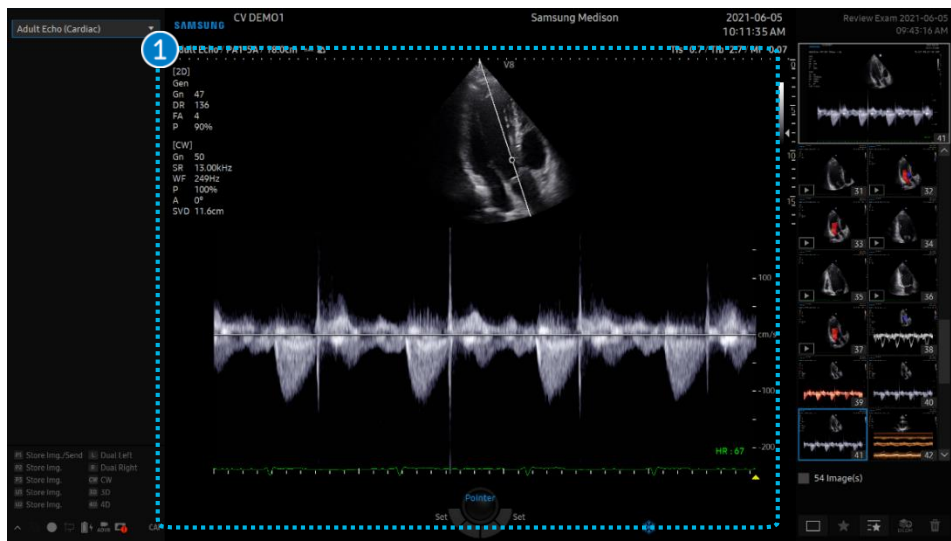 Adult Echo (Cardiac)
1
SAMSUNG
CV DEMO1
Samsung Medison
2021-06-05
10:11:35 AM
Review Exam 2021-06-05
09:43:16 AM
V8
[2D]
Gen
Gn 47
DR 136
FA 4
P 90%
[CW]
Gn 50
SR 13.00kHz
WF 249Hz
P 100%
A 0°
SVD 11.6cm
100
cm/s
-100
-200
HR : 67
Pointer
Set
Set
Store Img./Send
Dual Left
Store Img.
Dual Right
Store Img.
CW CW
Store Img.
3D 3D
Store Img.
4D 4D
41
31
32
33
34
35
36
37
38
39
40
41
42
54 Image(s)